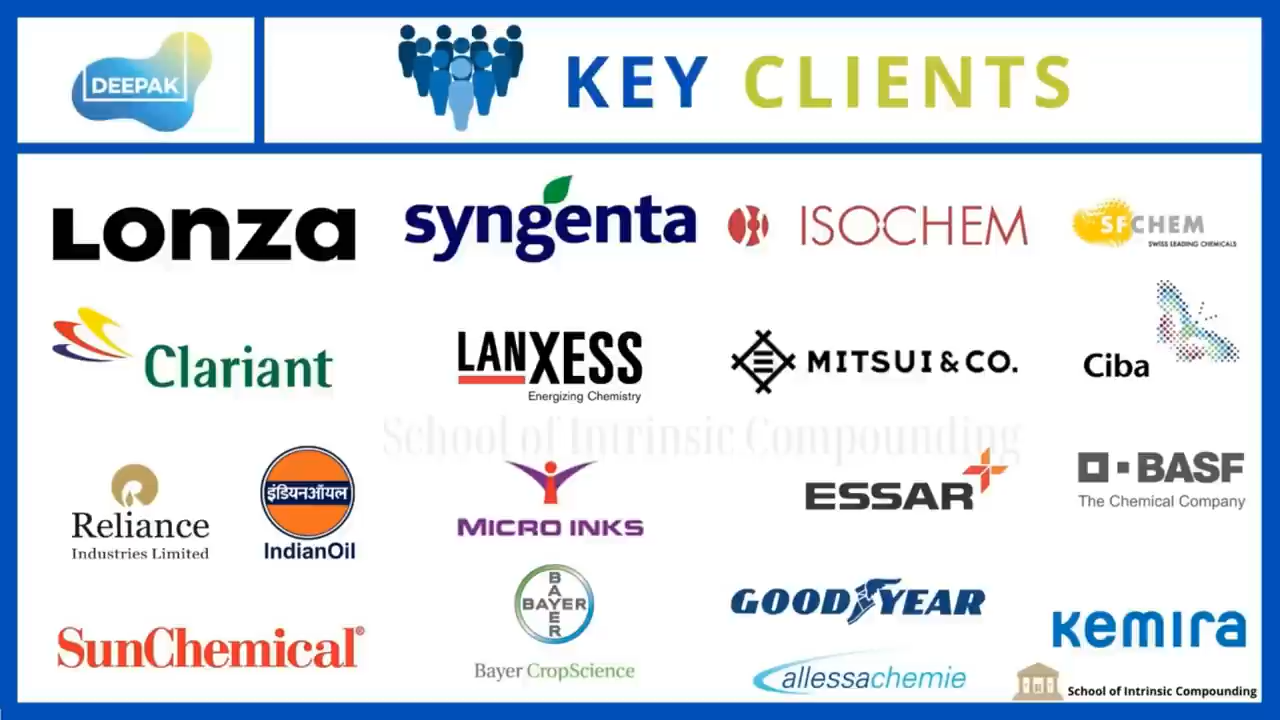 DEEPAK
KEY CLIENTS
Lonza
syngenta
ISOCHEM
SFCHEM
SWISS LEADING CHEMICALS
Clariant
LANXESS
Energizing Chemistry
MITSUI & CO.
Ciba
School of Intrinsic Compounding
Reliance
Industries Limited
इंडियनऑयल
IndianOil
MICRO INKS
ESSAR
BASF
The Chemical Company
SunChemical®
BAYER
BAYER
Bayer CropScience
GOODYEAR
allessachemie
kemira
School of Intrinsic Compounding